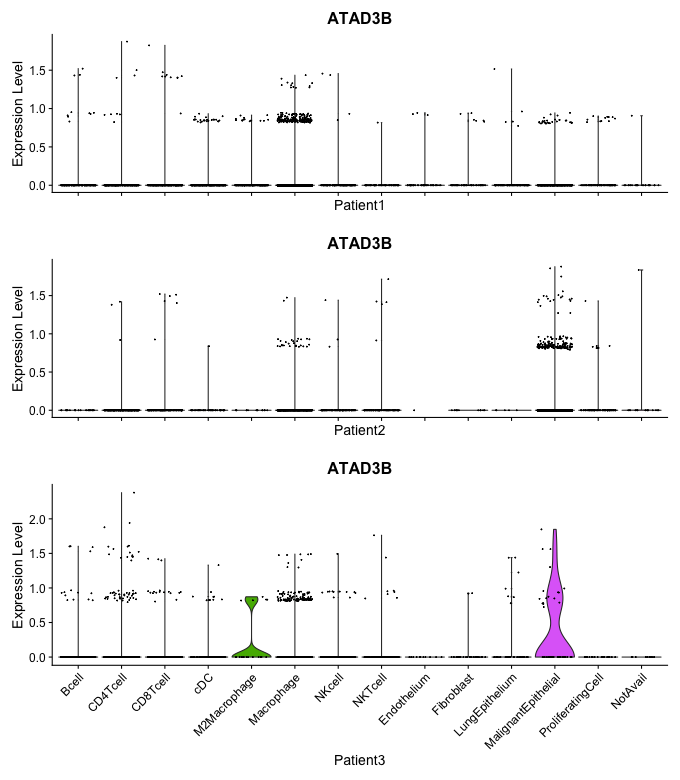 ATAD3B
Expression Level
1.5
1.0
0.5
0.0
Patient1
ATAD3B
Expression Level
1.5
1.0
0.5
0.0
Patient2
ATAD3B
Expression Level
2.0
1.5
1.0
0.5
0.0
Bcell
CD4Tcell
CD8Tcell
cDC
M2Macrophage
Macrophage
NKcell
NKTcell
Endothelium
Fibroblast
LungEpithelium
MalignantEpithelial
ProliferatingCell
NotAvail
Patient3